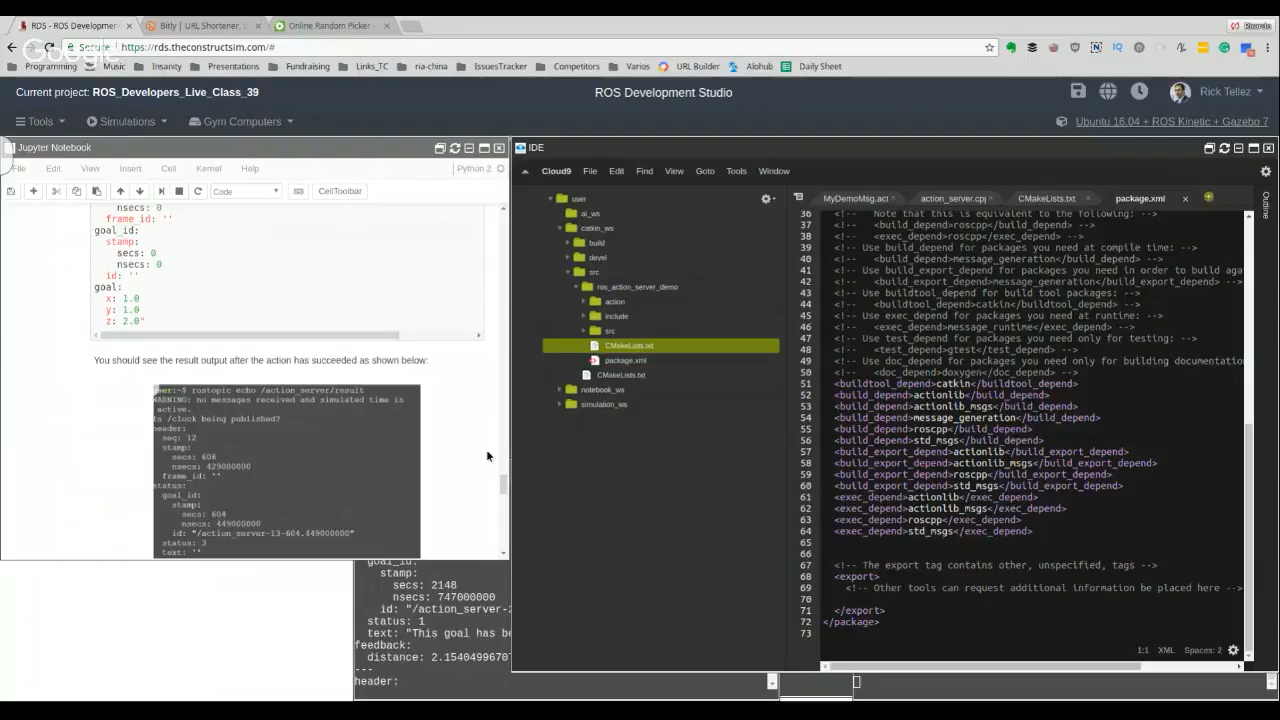 RDS - ROS Developmen
Bitly | URL Shortener, C
Online Random Picker -
Ricardo
Google
Secure
https://rds.theconstructsim.com/#
Programming
Music
Insanity
Presentations
Fundraising
Links_TC
ria-china
IssuesTracker
Competitors
Varios
URL Builder
Alohub
Daily Sheet
Current project: ROS_Developers_Live_Class_39
ROS Development Studio
Rick Tellez
Tools
Simulations
Gym Computers
Ubuntu 16.04 + ROS Kinetic + Gazebo 7
Jupyter Notebook
File Edit View Insert Cell Kernel Help
Python 2
Code
CellToolbar
nsecs: 0
frame_id: ''
goal_id:
stamp:
secs: 0
nsecs: 0
id: ''
goal:
x: 1.0
y: 1.0
z: 2.0"
You should see the result output after the action has succeeded as shown below:
user:~$ rostopic echo /action_server/result
WARNING: no messages received and simulated time is
active.
Is /clock being published?
header:
seq: 12
stamp:
secs: 606
nsecs: 429000000
frame_id: ''
status:
goal_id:
stamp:
secs: 604
nsecs: 449000000
id: "/action_server-13-604.449000000"
status: 3
text: ''
goal_id:
stamp:
secs: 2148
nsecs: 747000000
id: "/action_server-2
status: 1
text: "This goal has be
feedback:
distance: 2.1540499670
---
header:
IDE
Cloud9 File Edit Find View Goto Tools Window
user
ai_ws
catkin_ws
build
devel
src
ros_action_server_demo
action
include
src
CMakeLists.txt
package.xml
CMakeLists.txt
notebook_ws
simulation_ws
MyDemoMsg.act
action_server.cpp
CMakeLists.txt
package.xml
Outline
36 <!-- Note that this is equivalent to the following: -->
37 <!-- <build_depend>roscpp</build_depend> -->
38 <!-- <exec_depend>roscpp</exec_depend> -->
39 <!-- Use build_depend for packages you need at compile time: -->
40 <!-- <build_depend>message_generation</build_depend> -->
41 <!-- Use build_export_depend for packages you need in order to build agai
42 <!-- <build_export_depend>message_generation</build_export_depend> -->
43 <!-- Use buildtool_depend for build tool packages: -->
44 <!-- <buildtool_depend>catkin</buildtool_depend> -->
45 <!-- Use exec_depend for packages you need at runtime: -->
46 <!-- <exec_depend>message_runtime</exec_depend> -->
47 <!-- Use test_depend for packages you need only for testing: -->
48 <!-- <test_depend>gtest</test_depend> -->
49 <!-- Use doc_depend for packages you need only for building documentation
50 <!-- <doc_depend>doxygen</doc_depend> -->
51 <buildtool_depend>catkin</buildtool_depend>
52 <build_depend>actionlib</build_depend>
53 <build_depend>actionlib_msgs</build_depend>
54 <build_depend>message_generation</build_depend>
55 <build_depend>roscpp</build_depend>
56 <build_depend>std_msgs</build_depend>
57 <build_export_depend>actionlib</build_export_depend>
58 <build_export_depend>actionlib_msgs</build_export_depend>
59 <build_export_depend>roscpp</build_export_depend>
60 <build_export_depend>std_msgs</build_export_depend>
61 <exec_depend>actionlib</exec_depend>
62 <exec_depend>actionlib_msgs</exec_depend>
63 <exec_depend>roscpp</exec_depend>
64 <exec_depend>std_msgs</exec_depend>
65
66
67 <!-- The export tag contains other, unspecified, tags -->
68 <export>
69 <!-- Other tools can request additional information be placed here -->
70
71 </export>
72 </package>
73
1:1 XML Spaces: 2